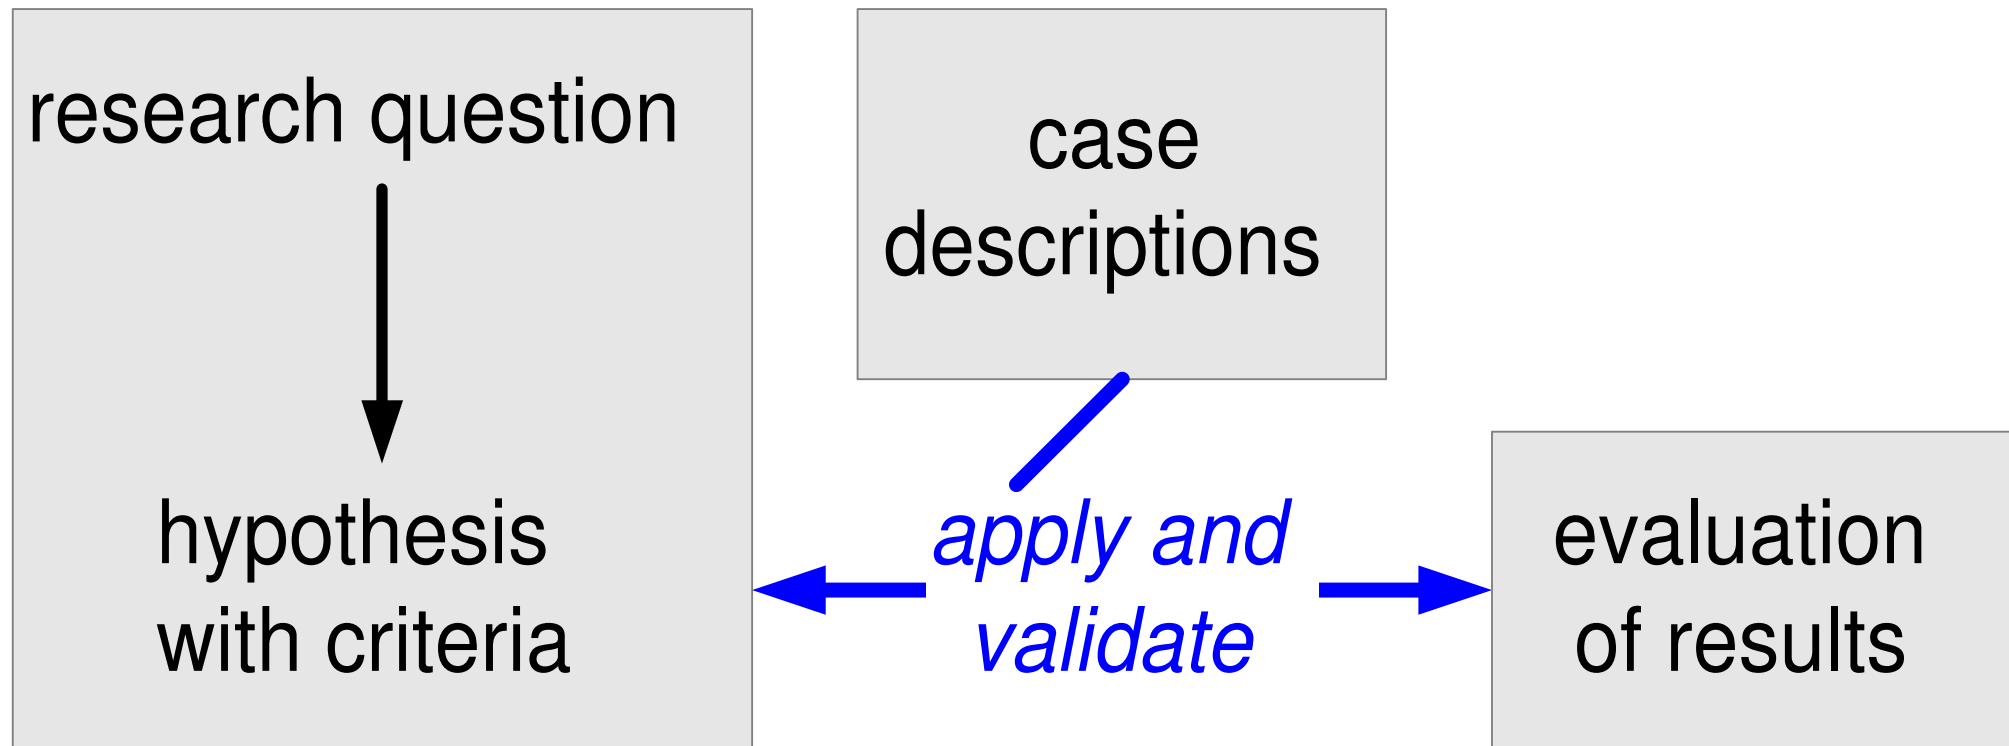 research question
hypothesis
with criteria
case
descriptions
apply and
validate
evaluation
of results